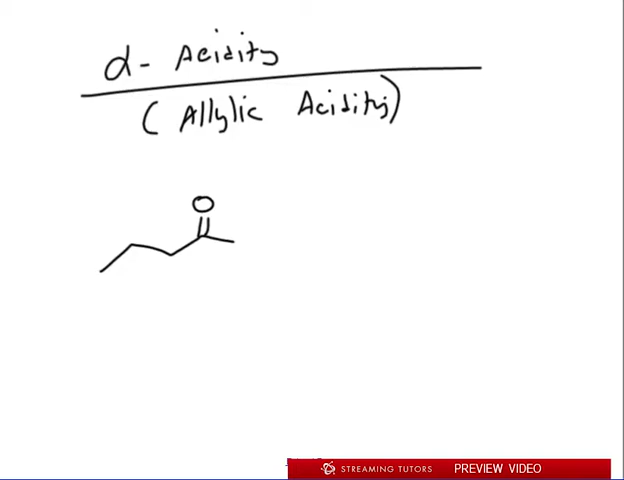 α- Acidity
(Allylic Acidity)
O
STREAMING TUTORS PREVIEW VIDEO